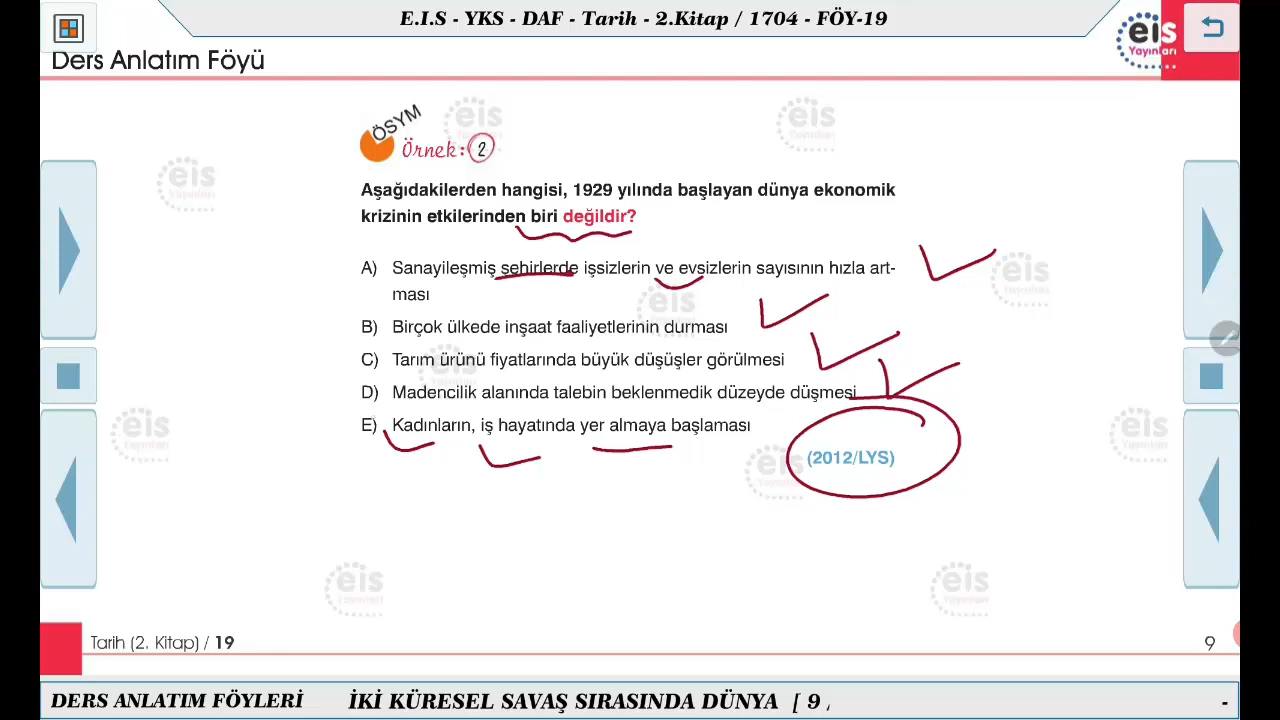 E.I.S - YKS - DAF - Tarih - 2.Kitap / 1704 - FÖY-19
eis
Yayınları
Ders Anlatım Föyü
ÖSYM
Örnek: 2
Aşağıdakilerden hangisi, 1929 yılında başlayan dünya ekonomik
krizinin etkilerinden biri değildir?
A) Sanayileşmiş şehirlerde işsizlerin ve evsizlerin sayısının hızla art-
ması
B) Birçok ülkede inşaat faaliyetlerinin durması
C) Tarım ürünü fiyatlarında büyük düşüşler görülmesi
D) Madencilik alanında talebin beklenmedik düzeyde düşmesi
E) Kadınların, iş hayatında yer almaya başlaması
(2012/LYS)
Tarih (2. Kitap) / 19
9
DERS ANLATIM FÖYLERİ İKİ KÜRESEL SAVAŞ SIRASINDA DÜNYA [ 9 / -